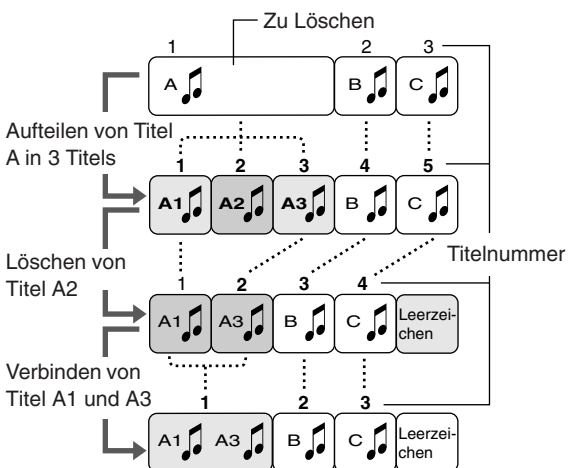 Zu Löschen
1 2 3
A B C
Aufteilen von Titel
A in 3 Titels
1 2 3 4 5
A1 A2 A3 B C
Titelnummer
Löschen von
Titel A2
1 2 3 4
A1 A3 B C Leerzei-
chen
Verbinden von
Titel A1 und A3
1 2 3
A1 A3 B C Leerzei-
chen